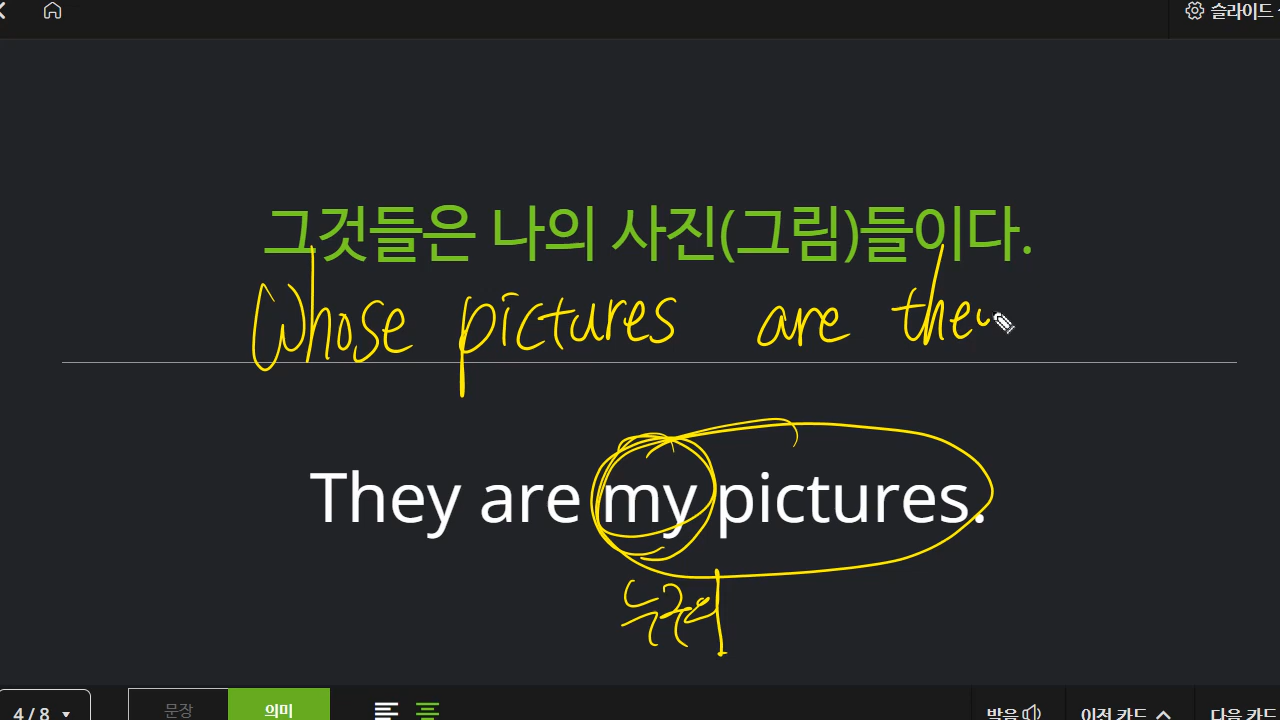 슬라이드
그것들은 나의 사진(그림)들이다.
Whose pictures are they
They are my pictures.
누구의
4 / 8
문장
의미
발음
이전 카드
다음 카드